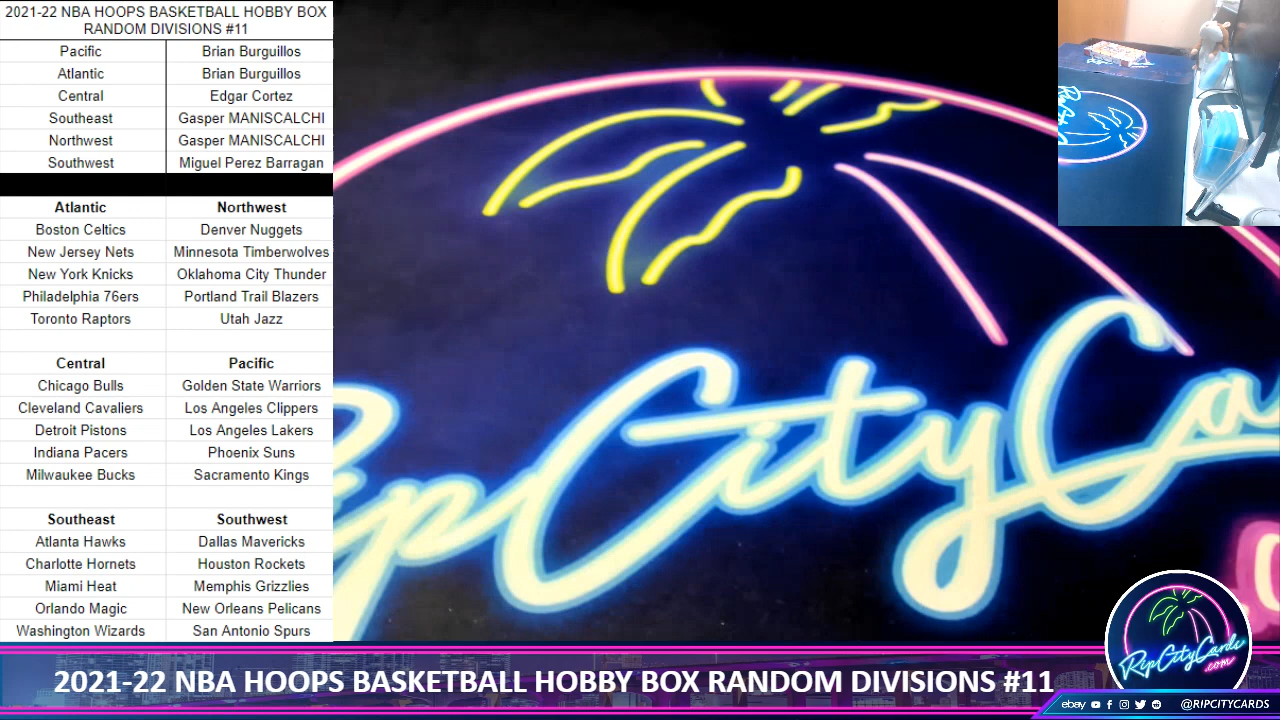 2021-22 NBA HOOPS BASKETBALL HOBBY BOX
RANDOM DIVISIONS #11
Pacific Brian Burguillos
Atlantic Brian Burguillos
Central Edgar Cortez
Southeast Gasper MANISCALCHI
Northwest Gasper MANISCALCHI
Southwest Miguel Perez Barragan
Atlantic Northwest
Boston Celtics Denver Nuggets
New Jersey Nets Minnesota Timberwolves
New York Knicks Oklahoma City Thunder
Philadelphia 76ers Portland Trail Blazers
Toronto Raptors Utah Jazz
Central Pacific
Chicago Bulls Golden State Warriors
Cleveland Cavaliers Los Angeles Clippers
Detroit Pistons Los Angeles Lakers
Indiana Pacers Phoenix Suns
Milwaukee Bucks Sacramento Kings
Southeast Southwest
Atlanta Hawks Dallas Mavericks
Charlotte Hornets Houston Rockets
Miami Heat Memphis Grizzlies
Orlando Magic New Orleans Pelicans
Washington Wizards San Antonio Spurs
RipCityCa
RipCityCards
.com
2021-22 NBA HOOPS BASKETBALL HOBBY BOX RANDOM DIVISIONS #11
ebay @RIPCITYCARDS